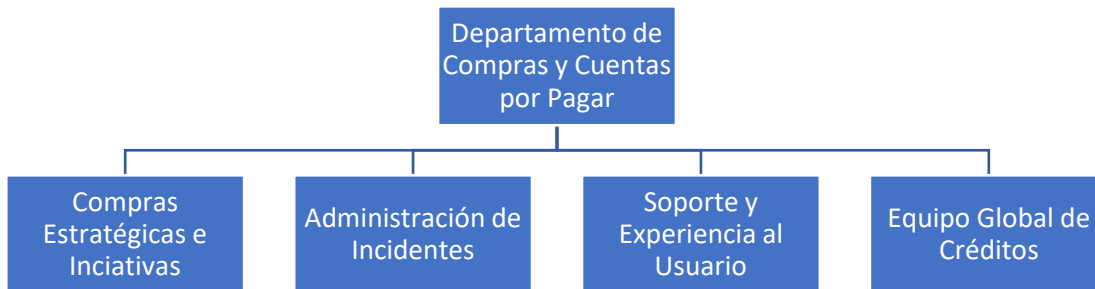 Departamento de
Compras y Cuentas
por Pagar
Compras
Estratégicas e
Inciativas
Administración de
Incidentes
Soporte y
Experiencia al
Usuario
Equipo Global de
Créditos